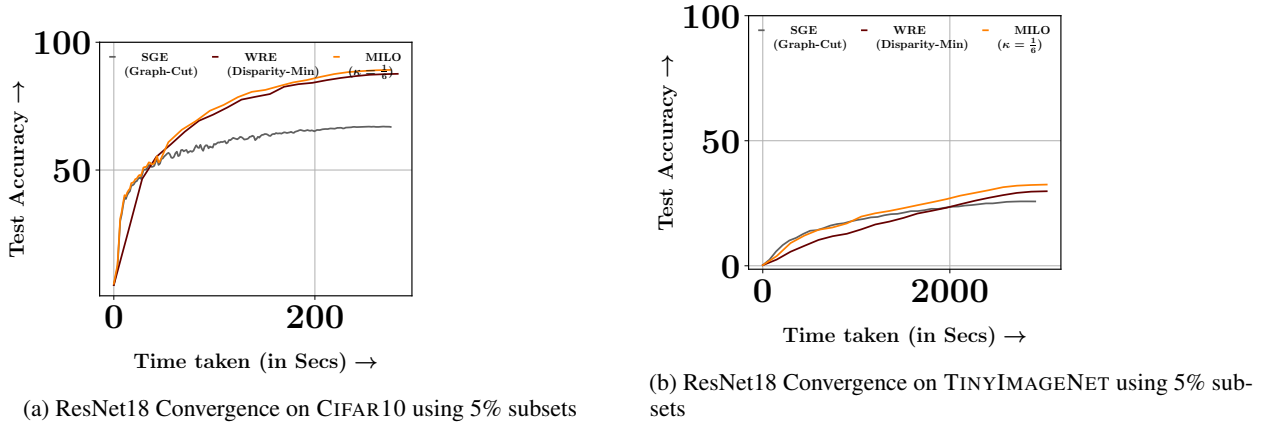 100
SGE WRE MILO
(Graph-Cut) (Disparity-Min) (κ = 1/6)
50
Test Accuracy →
0 200
Time taken (in Secs) →
(a) ResNet18 Convergence on CIFAR10 using 5% subsets
100
SGE WRE MILO
(Graph-Cut) (Disparity-Min) (κ = 1/6)
50
Test Accuracy →
0
0 2000
Time taken (in Secs) →
(b) ResNet18 Convergence on TINYIMAGENET using 5% sub-
sets